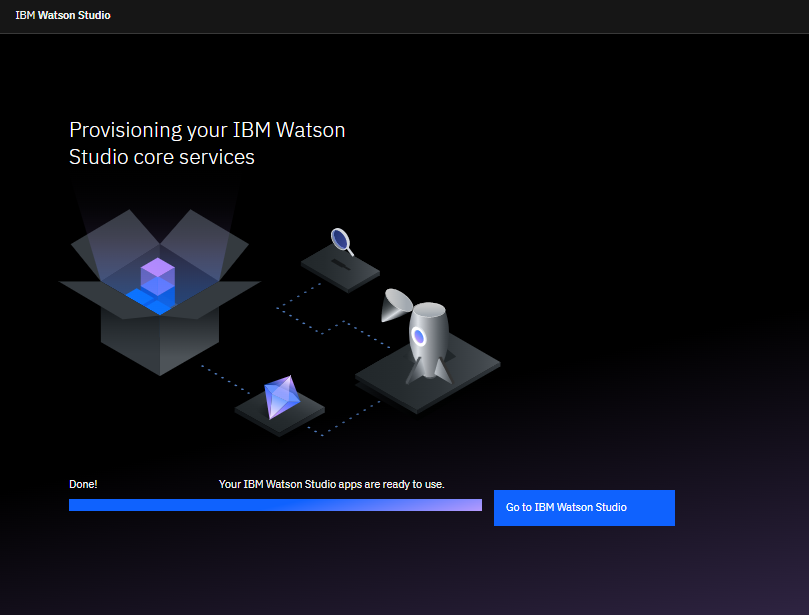 IBM Watson Studio
Provisioning your IBM Watson
Studio core services
Done!
Your IBM Watson Studio apps are ready to use.
Go to IBM Watson Studio